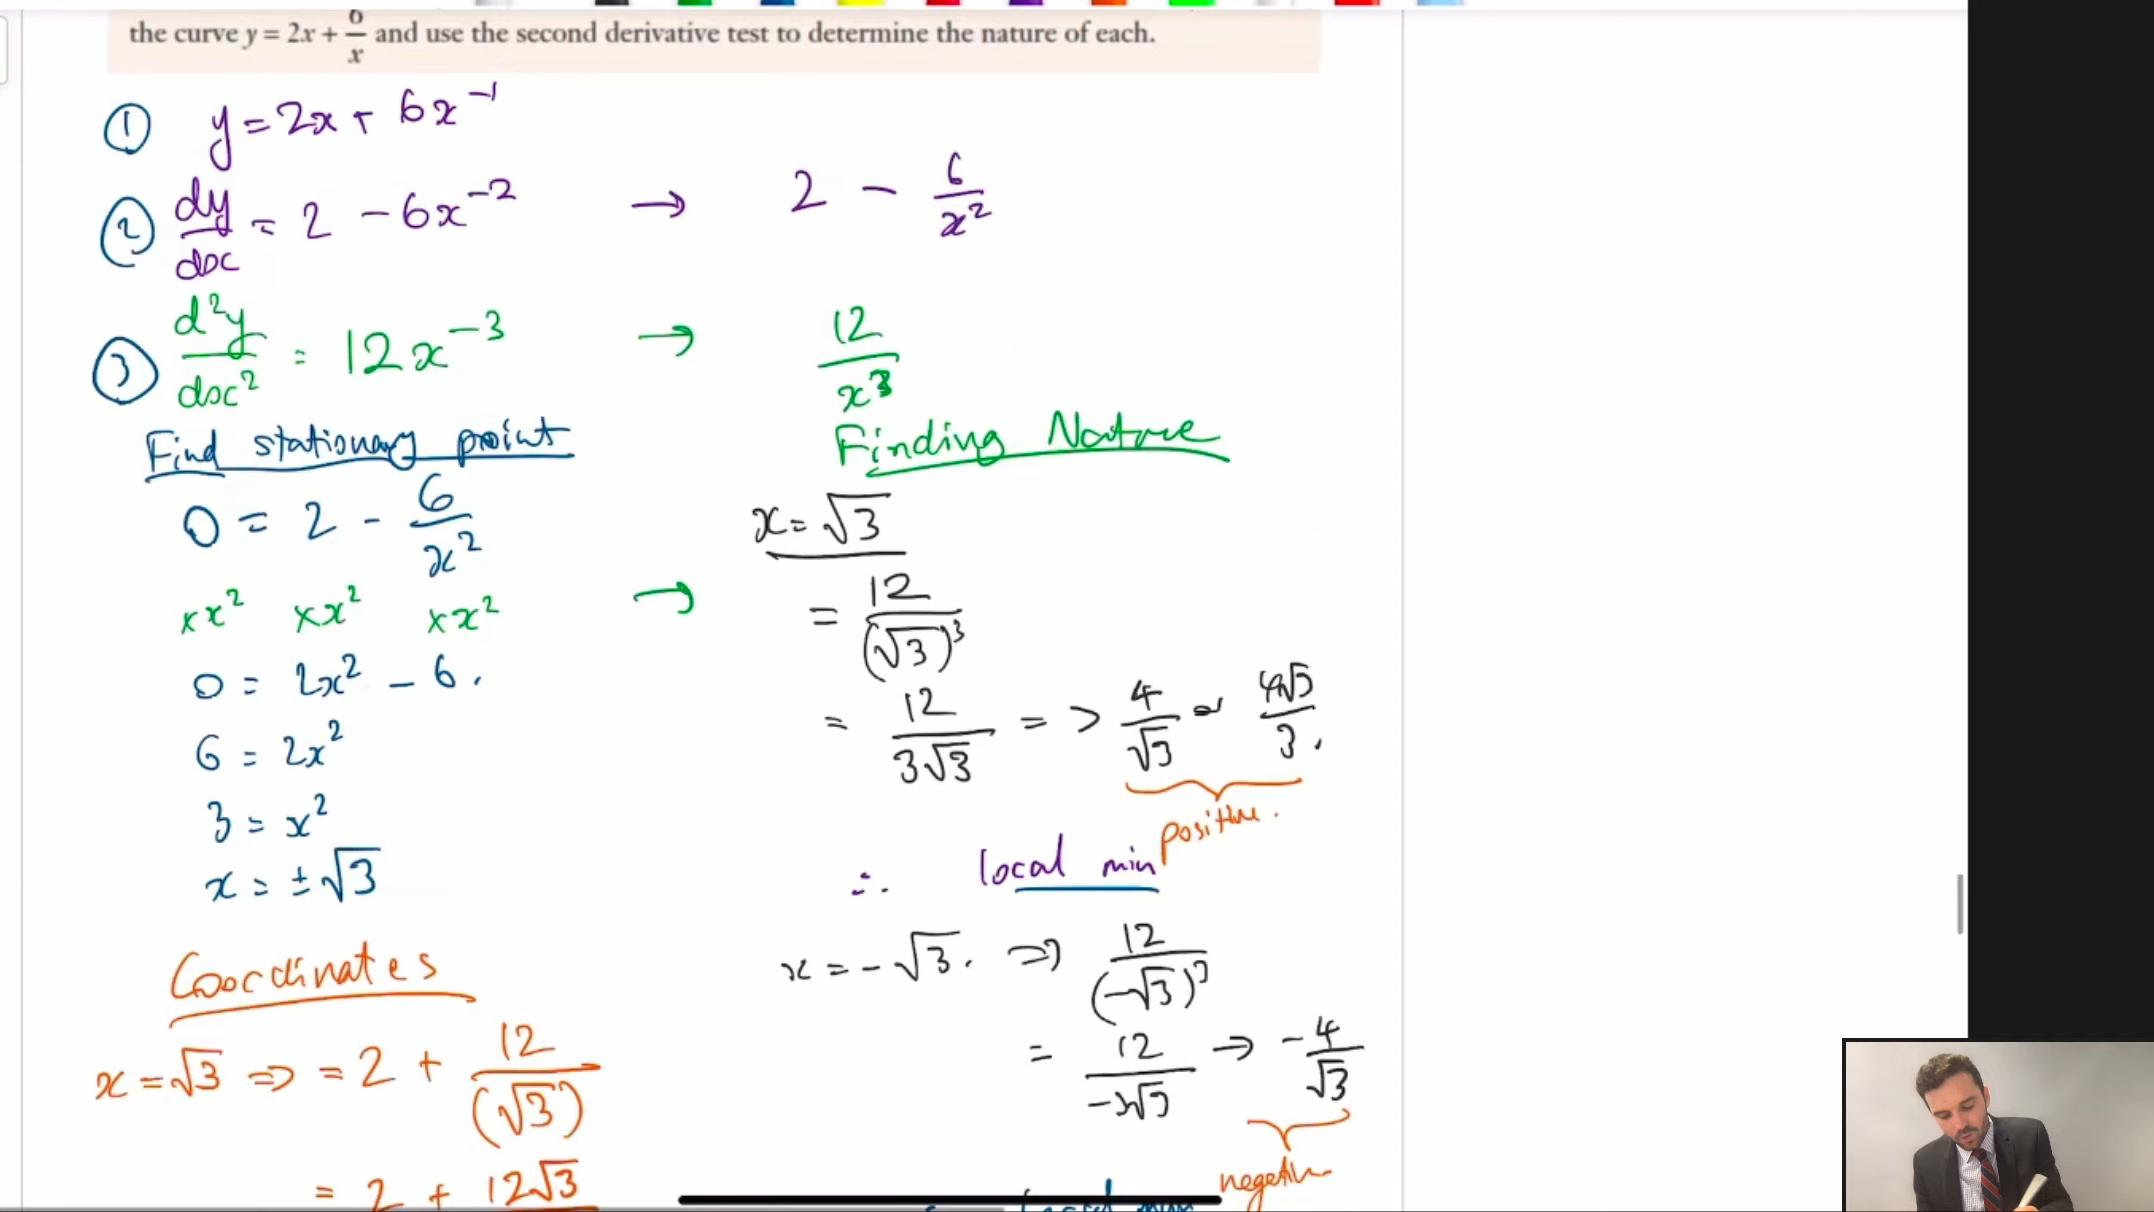 the curve y = 2x + 6/x and use the second derivative test to determine the nature of each.
① y = 2x + 6x⁻¹
② dy/dx = 2 - 6x⁻² → 2 - 6/x²
③ d²y/dx² = 12x⁻³ → 12/x³
Find stationary point
0 = 2 - 6/x²
×x² ×x² ×x² →
0 = 2x² - 6.
6 = 2x²
3 = x²
x = ±√3
Coordinates
x = √3 => = 2 + 12/(√3)
= 2 + 12√3
Finding Nature
x = √3
= 12/(√3)³
= 12/3√3 => 4/√3 or 4√3/3.
positive.
∴ local min
x = -√3. => 12/(-√3)³
= 12/-3√3 → -4/√3
negative
local